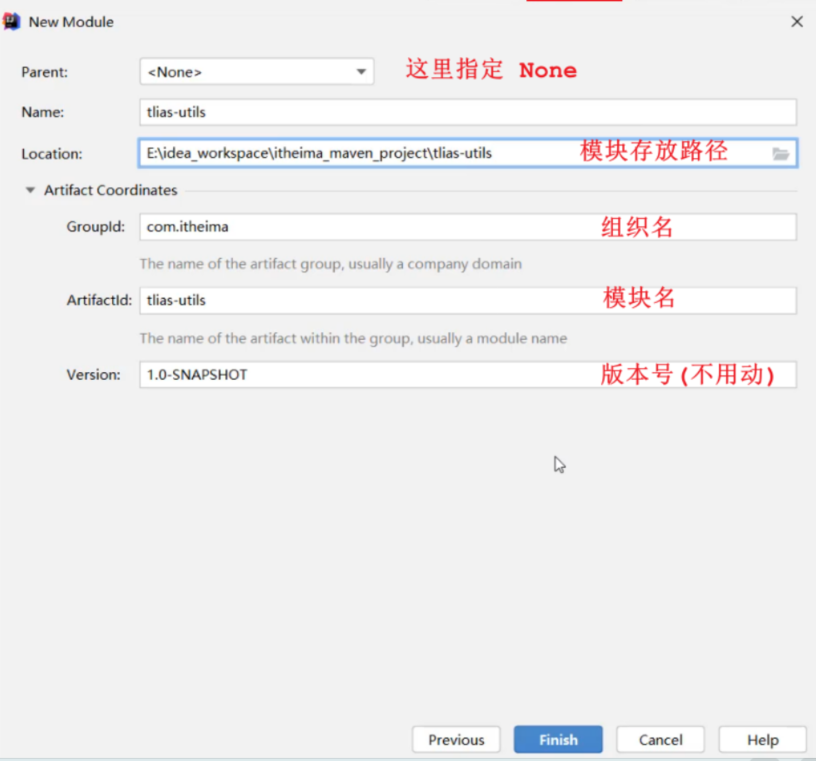 New Module
Parent: <None> 这里指定 None
Name: tlias-utils
Location: E:\idea_workspace\itheima_maven_project\tlias-utils 模块存放路径
Artifact Coordinates
GroupId: com.itheima 组织名
The name of the artifact group, usually a company domain
ArtifactId: tlias-utils 模块名
The name of the artifact within the group, usually a module name
Version: 1.0-SNAPSHOT 版本号(不用动)
Previous Finish Cancel Help